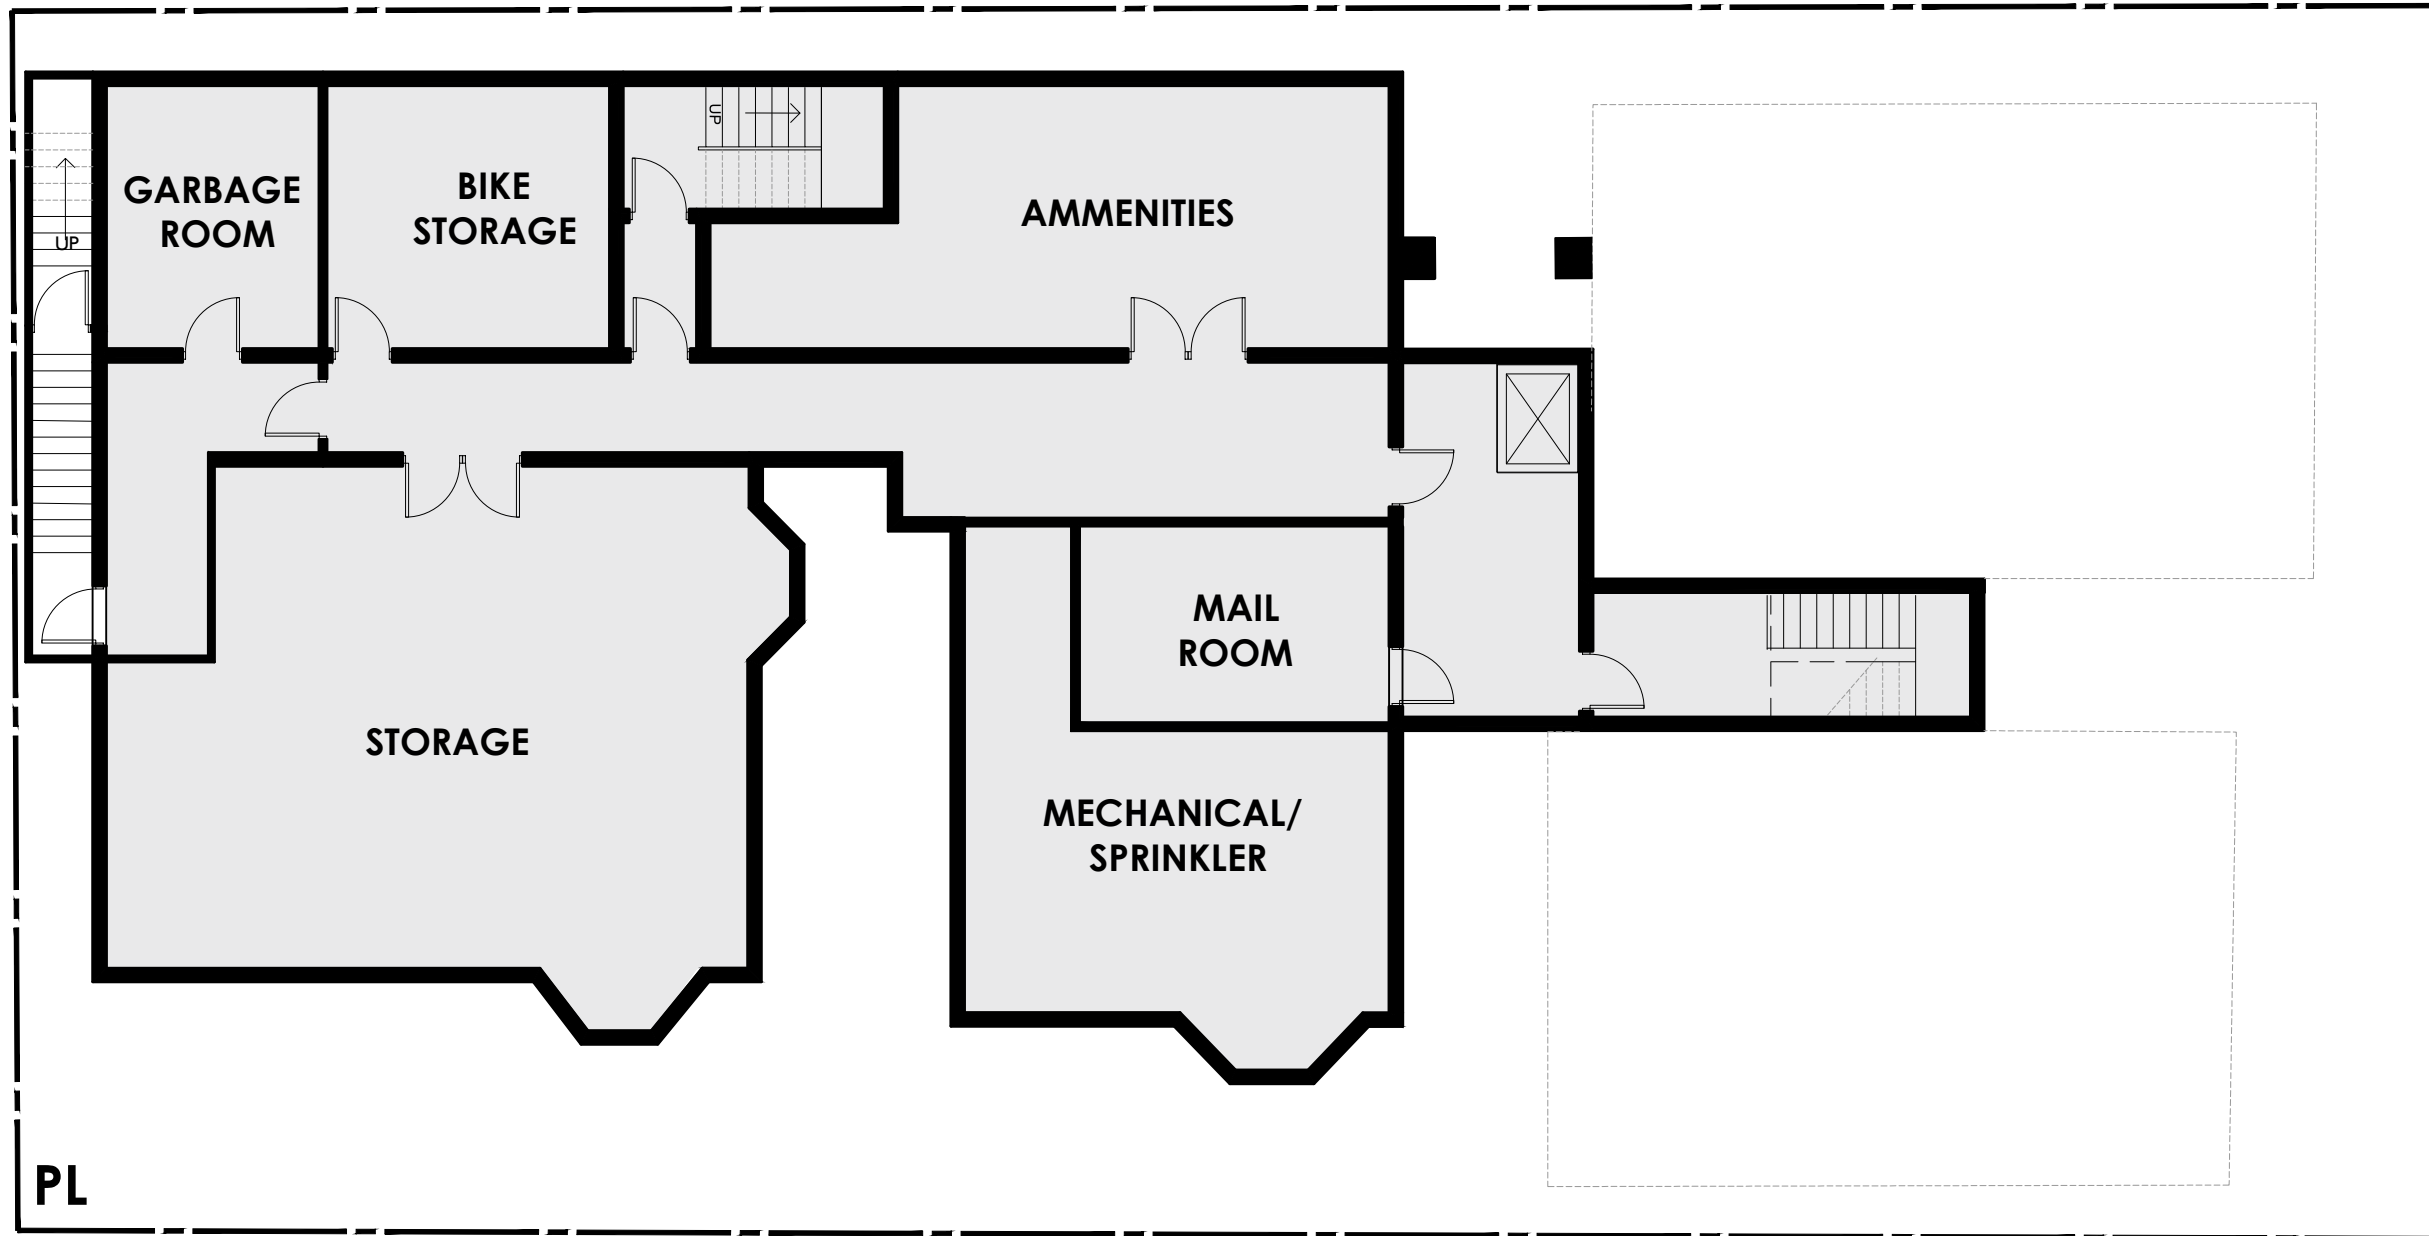 UP
GARBAGE
ROOM
BIKE
STORAGE
UP
AMMENITIES
MAIL
ROOM
STORAGE
MECHANICAL/
SPRINKLER
PL